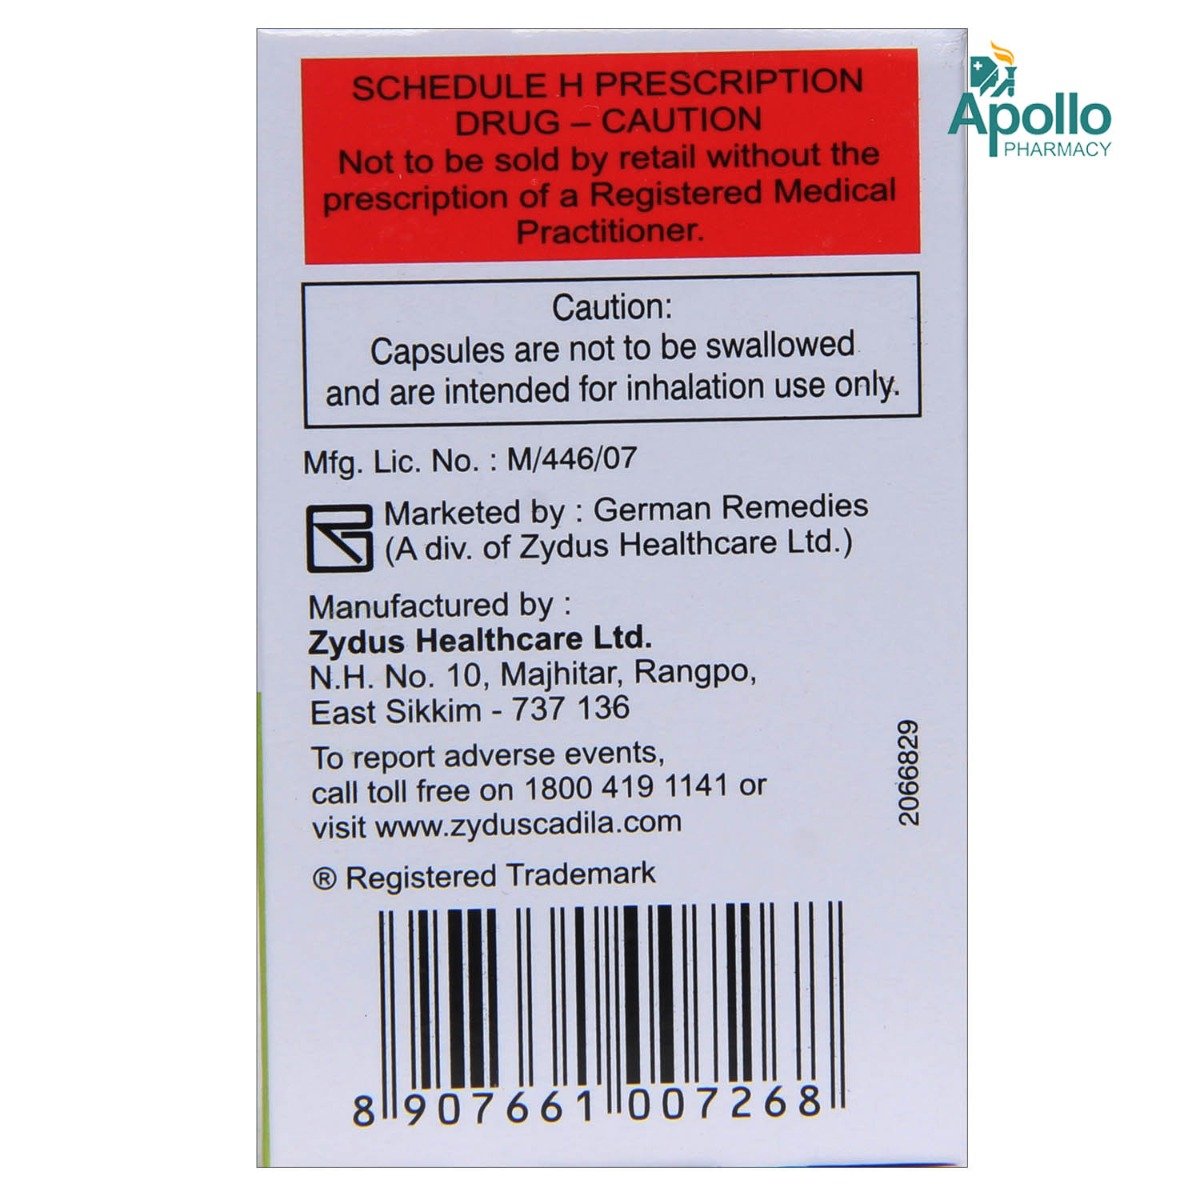 Apollo
PHARMACY
SCHEDULE H PRESCRIPTION
DRUG – CAUTION
Not to be sold by retail without the
prescription of a Registered Medical
Practitioner.
Caution:
Capsules are not to be swallowed
and are intended for inhalation use only.
Mfg. Lic. No. : M/446/07
Marketed by : German Remedies
(A div. of Zydus Healthcare Ltd.)
Manufactured by :
Zydus Healthcare Ltd.
N.H. No. 10, Majhitar, Rangpo,
East Sikkim - 737 136
To report adverse events,
call toll free on 1800 419 1141 or
visit www.zyduscadila.com
® Registered Trademark
2066829
8 907661 007268